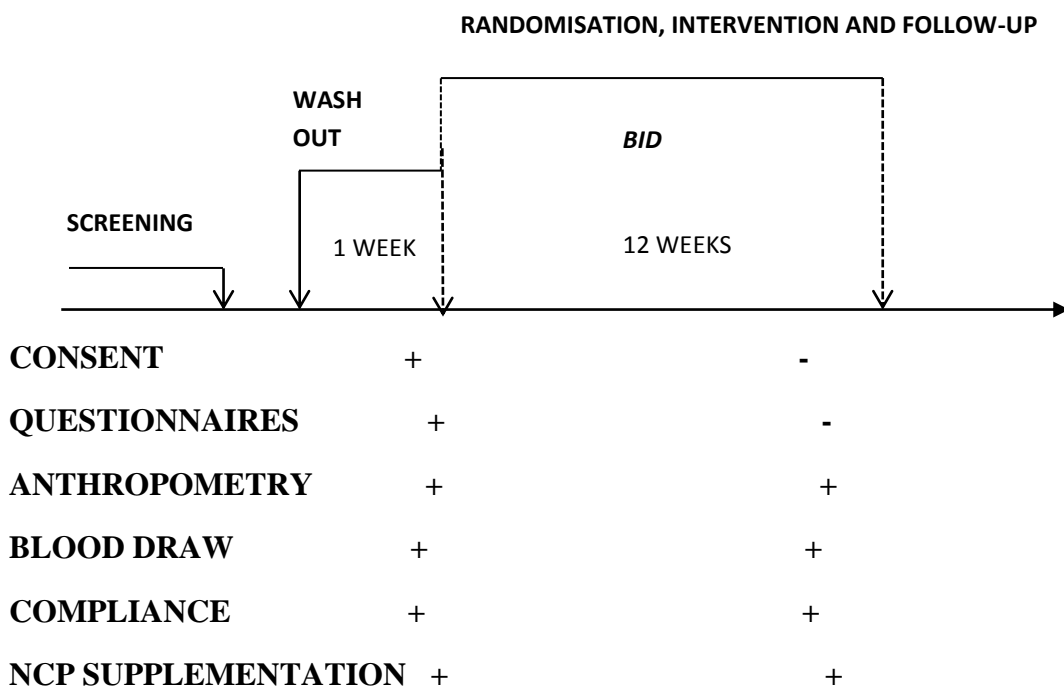 RANDOMISATION, INTERVENTION AND FOLLOW-UP
WASH
OUT
BID
SCREENING
1 WEEK
12 WEEKS
CONSENT + -
QUESTIONNAIRES + -
ANTHROPOMETRY + +
BLOOD DRAW + +
COMPLIANCE + +
NCP SUPPLEMENTATION + +